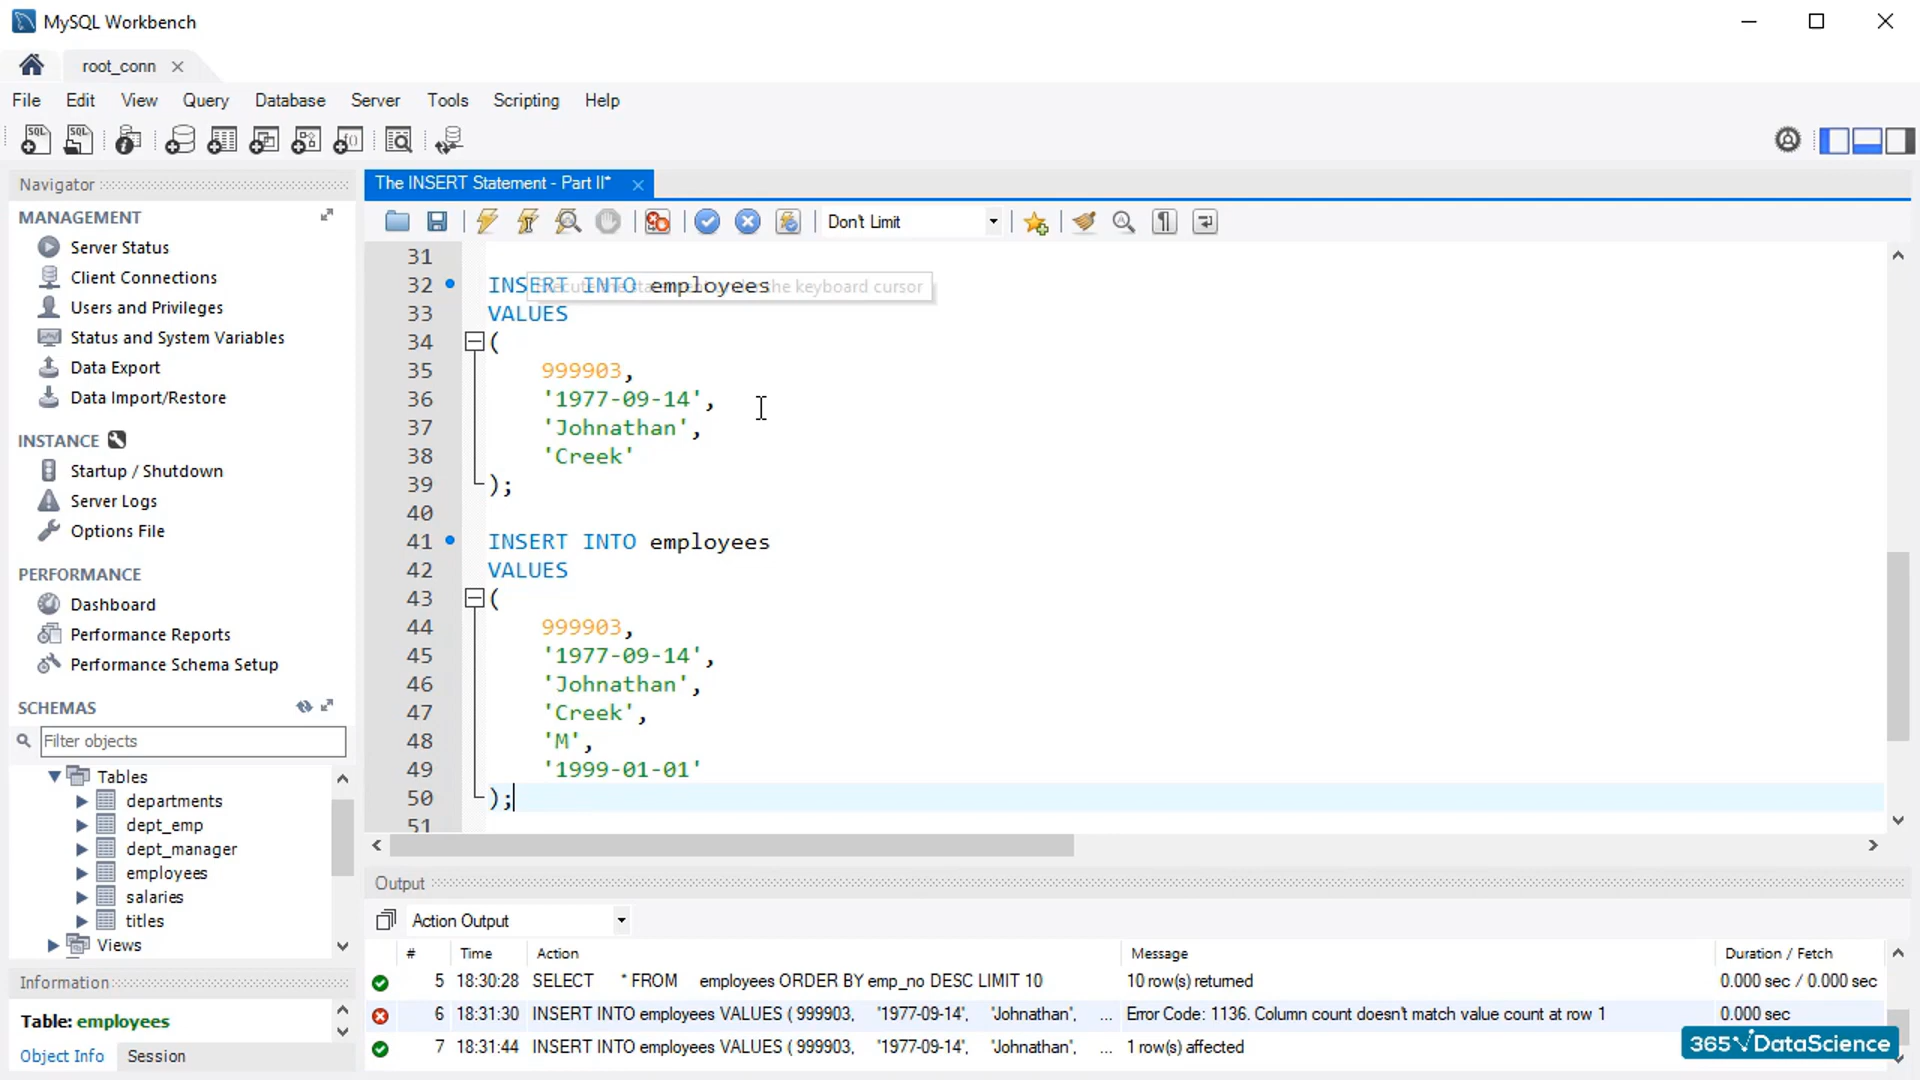 MySQL Workbench
root_conn
File Edit View Query Database Server Tools Scripting Help
Navigator
MANAGEMENT
Server Status
Client Connections
Users and Privileges
Status and System Variables
Data Export
Data Import/Restore
INSTANCE
Startup / Shutdown
Server Logs
Options File
PERFORMANCE
Dashboard
Performance Reports
Performance Schema Setup
SCHEMAS
Filter objects
Tables
departments
dept_emp
dept_manager
employees
salaries
titles
Views
Information
Table: employees
Object Info Session
The INSERT Statement - Part II*
Don't Limit
31
32 INSERT INTO employees
the keyboard cursor
33 VALUES
34 (
35 999903,
36 '1977-09-14',
37 'Johnathan',
38 'Creek'
39 );
40
41 INSERT INTO employees
42 VALUES
43 (
44 999903,
45 '1977-09-14',
46 'Johnathan',
47 'Creek',
48 'M',
49 '1999-01-01'
50 );
51
Output
Action Output
# Time Action Message Duration / Fetch
5 18:30:28 SELECT * FROM employees ORDER BY emp_no DESC LIMIT 10 10 row(s) returned 0.000 sec / 0.000 sec
6 18:31:30 INSERT INTO employees VALUES ( 999903, '1977-09-14', 'Johnathan', ... Error Code: 1136. Column count doesn't match value count at row 1 0.000 sec
7 18:31:44 INSERT INTO employees VALUES ( 999903, '1977-09-14', 'Johnathan', ... 1 row(s) affected
365√DataScience